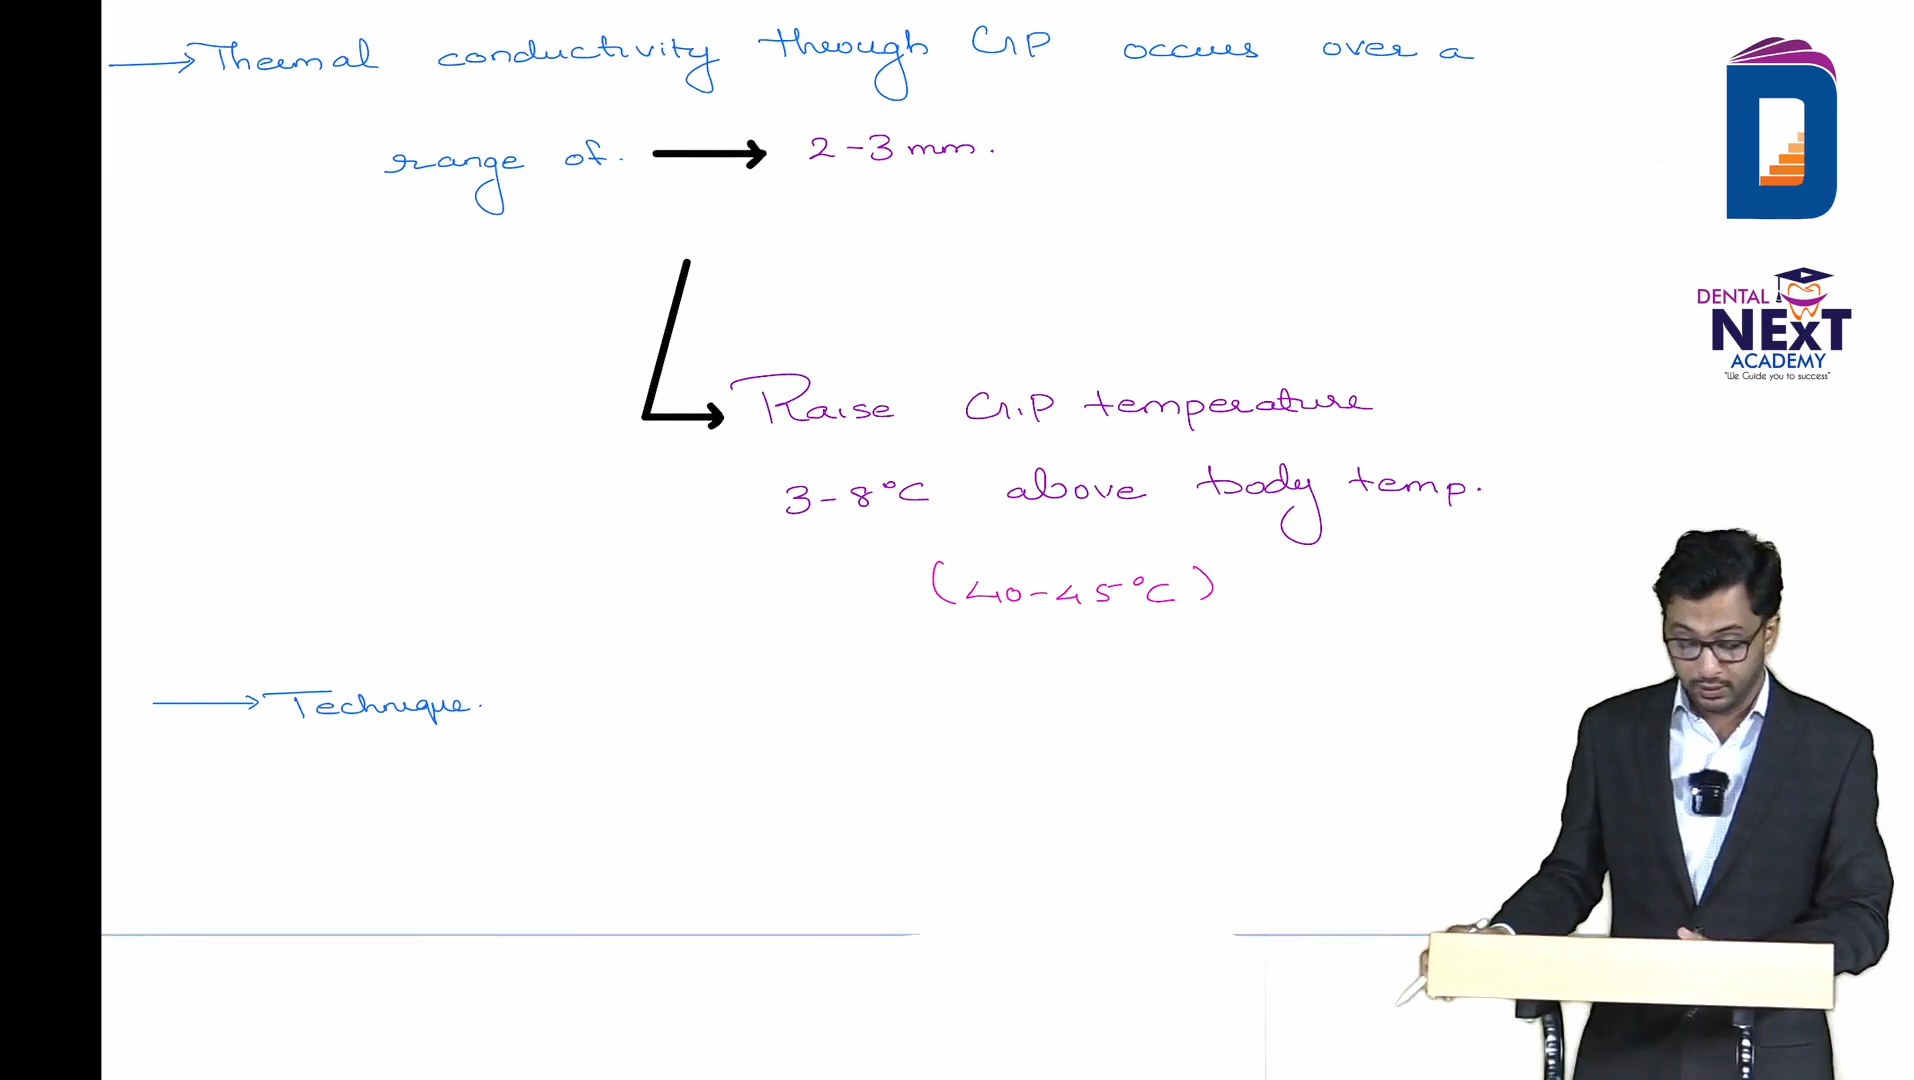 Thermal conductivity through GP occurs over a
range of. 2-3 mm.
Raise G.P temperature
3-8°C above body temp.
(40-45°C)
Technique.
D
DENTAL
NExT
ACADEMY
"We Guide you to success"